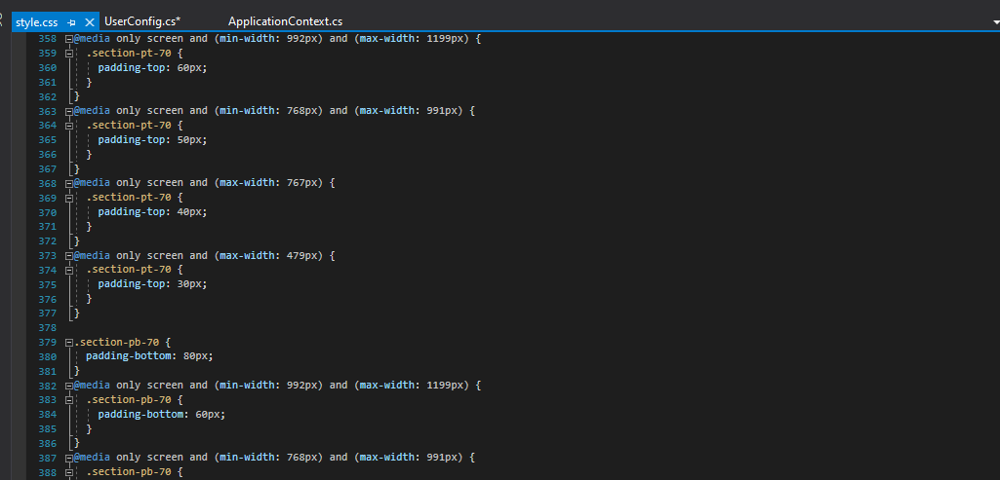 style.css UserConfig.cs* ApplicationContext.cs
358 @media only screen and (min-width: 992px) and (max-width: 1199px) {
359 .section-pt-70 {
360 padding-top: 60px;
361 }
362 }
363 @media only screen and (min-width: 768px) and (max-width: 991px) {
364 .section-pt-70 {
365 padding-top: 50px;
366 }
367 }
368 @media only screen and (max-width: 767px) {
369 .section-pt-70 {
370 padding-top: 40px;
371 }
372 }
373 @media only screen and (max-width: 479px) {
374 .section-pt-70 {
375 padding-top: 30px;
376 }
377 }
378
379 .section-pb-70 {
380 padding-bottom: 80px;
381 }
382 @media only screen and (min-width: 992px) and (max-width: 1199px) {
383 .section-pb-70 {
384 padding-bottom: 60px;
385 }
386 }
387 @media only screen and (min-width: 768px) and (max-width: 991px) {
388 .section-pb-70 {